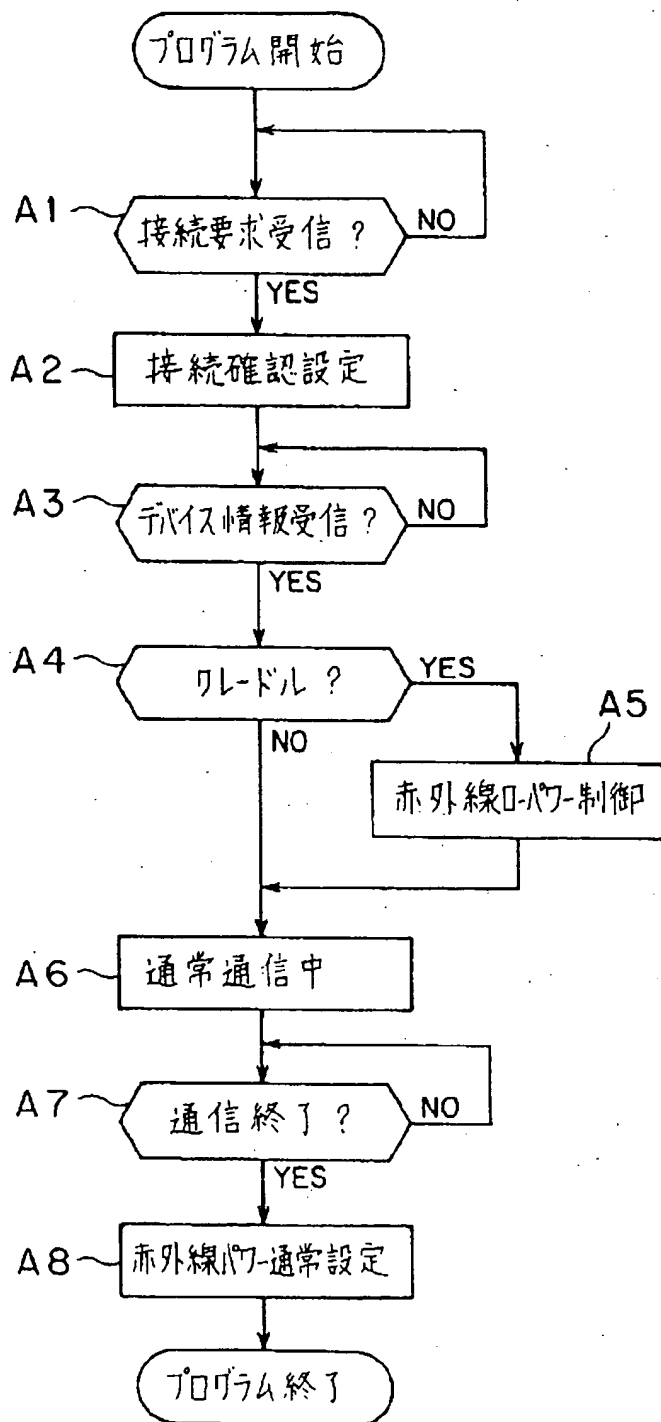 プログラム開始
A1
接続要求受信?
NO
YES
A2
接続確認設定
A3
デバイス情報受信?
NO
YES
A4
クレードル?
YES
NO
A5
赤外線ローパワー制御
A6
通常通信中
A7
通信終了?
NO
YES
A8
赤外線パワー通常設定
プログラム終了